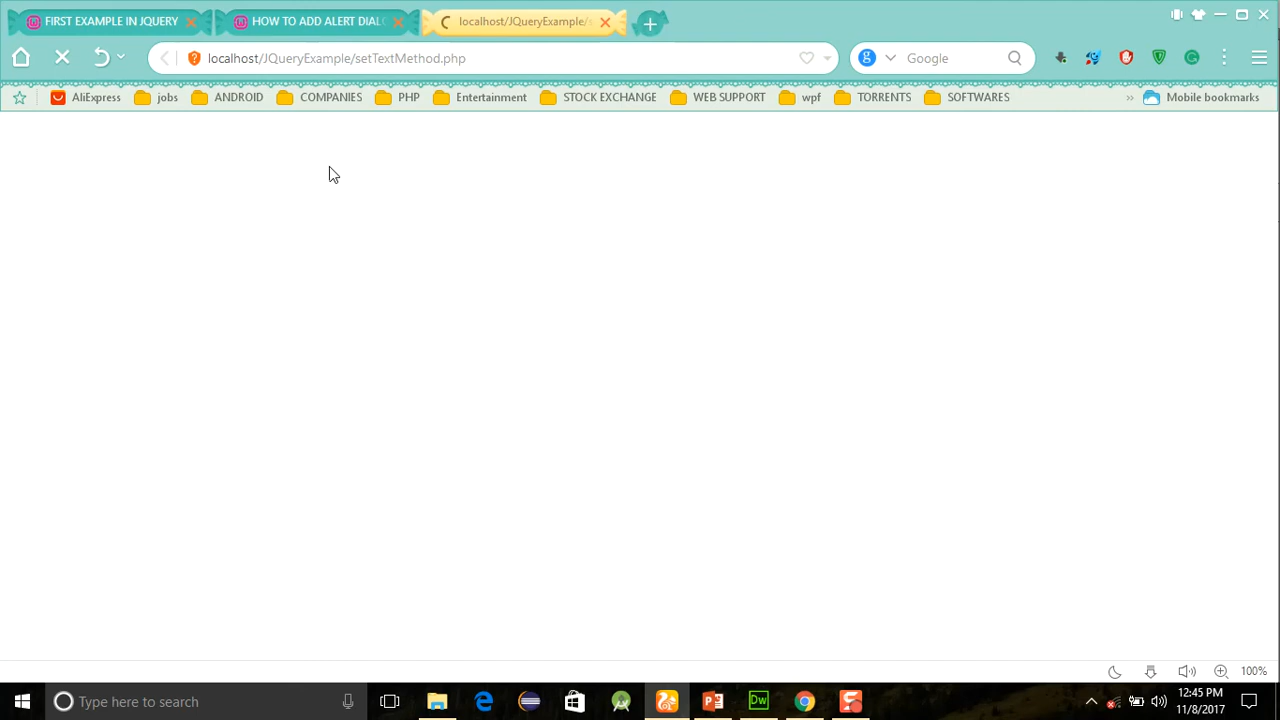 FIRST EXAMPLE IN JQUERY
HOW TO ADD ALERT DIAL
localhost/JQueryExample/s
localhost/JQueryExample/setTextMethod.php
Google
AliExpress jobs ANDROID COMPANIES PHP Entertainment STOCK EXCHANGE WEB SUPPORT wpf TORRENTS SOFTWARES » Mobile bookmarks
100%
Type here to search
12:45 PM
11/8/2017